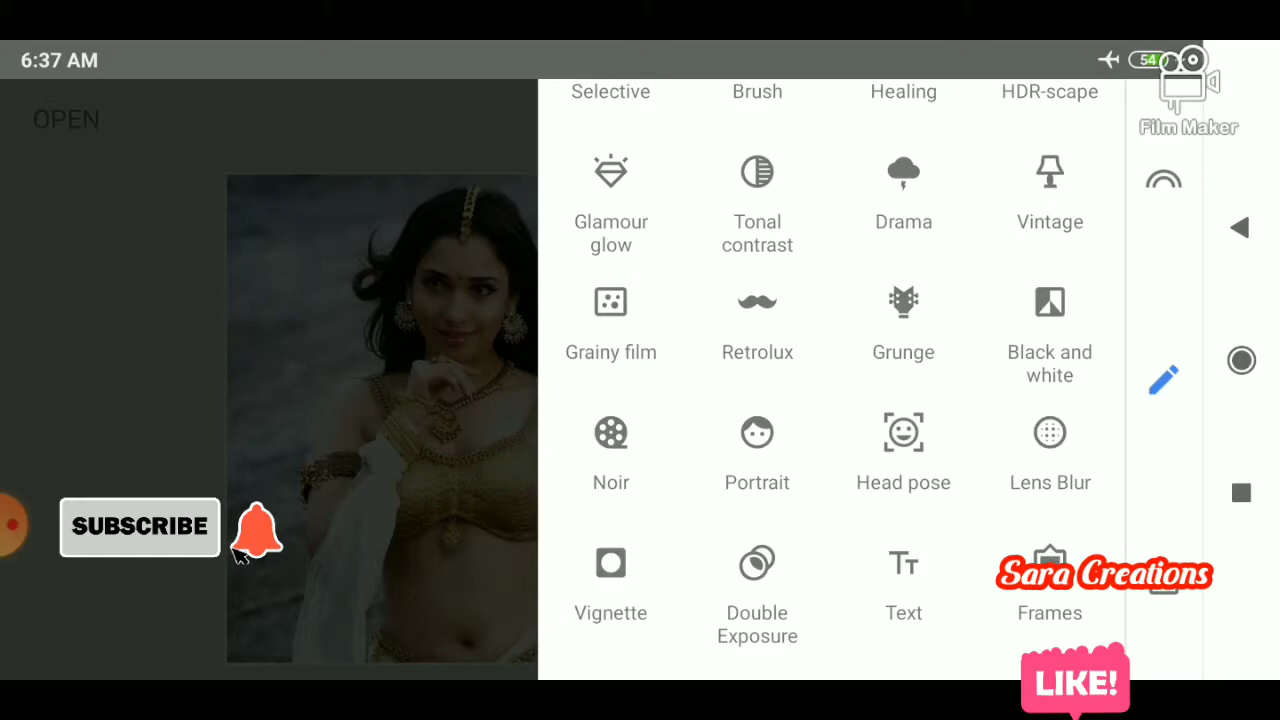 6:37 AM
54
Film Maker
OPEN
Selective
Brush
Healing
HDR-scape
Glamour
glow
Tonal
contrast
Drama
Vintage
Grainy film
Retrolux
Grunge
Black and
white
Noir
Portrait
Head pose
Lens Blur
SUBSCRIBE
Tт
Sara Creations
Vignette
Double
Exposure
Text
Frames
LIKE!